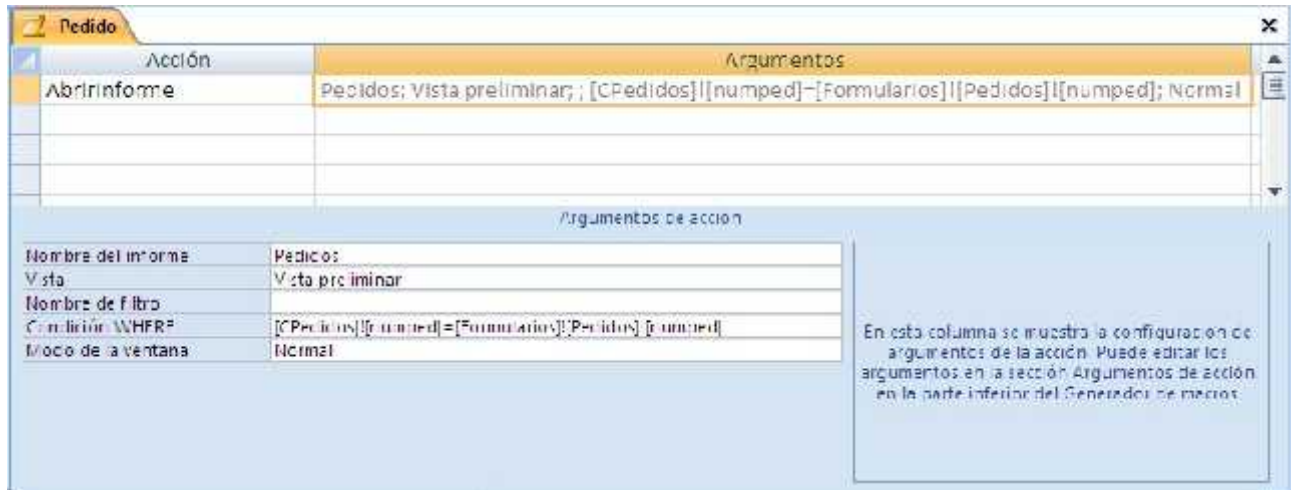 Pedido
Acción Argumentos
AbrirInforme Pedidos; Vista preliminar; ; [CPedidos]![numped]=[Formularios]![Pedidos]![numped]; Normal
Argumentos de acción
Nombre del informe Pedidos
Vista Vista preliminar
Nombre de filtro
Condición WHERE [CPedidos]![numped]=[Formularios]![Pedidos]![numped]
Modo de la ventana Normal
En esta columna se muestra la configuración de
argumentos de la acción. Puede editar los
argumentos en la sección Argumentos de acción
en la parte inferior del Generador de macros